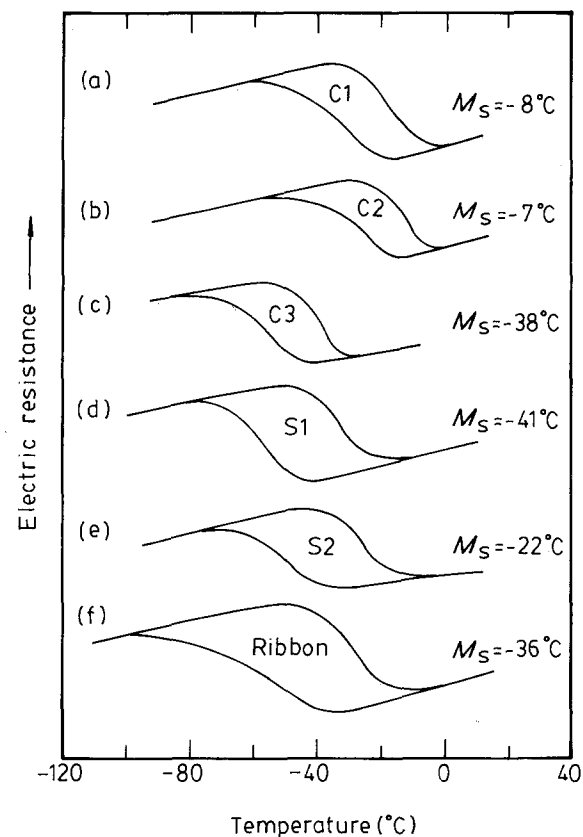 (a)
C1
Ms=-8°C
(b)
C2
Ms=-7°C
(c)
C3
Ms=-38°C
(d)
S1
Ms=-41°C
(e)
S2
Ms=-22°C
(f)
Ribbon
Ms=-36°C
Electric resistance
-120 -80 -40 0 40
Temperature (°C)